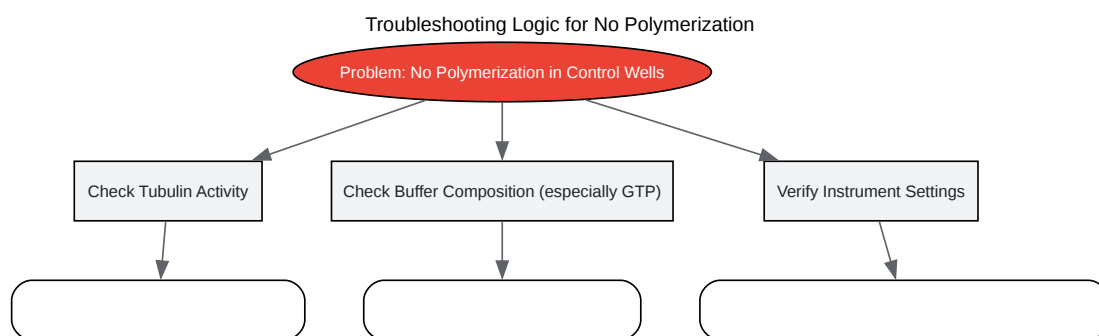 Troubleshooting Logic for No Polymerization
Problem: No Polymerization in Control Wells
Check Tubulin Activity
Check Buffer Composition (especially GTP)
Verify Instrument Settings